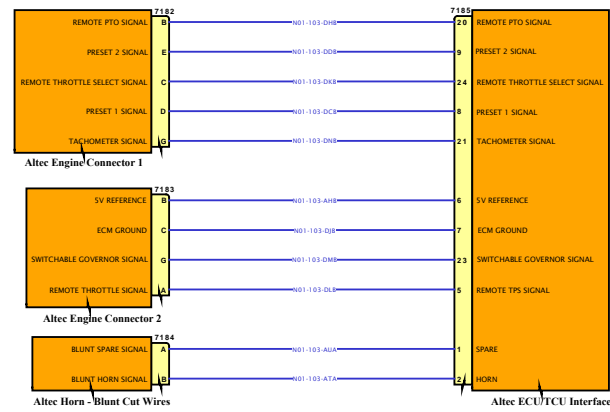 7182 7185
REMOTE PTO SIGNAL B N01-103-DHB 20 REMOTE PTO SIGNAL
PRESET 2 SIGNAL E N01-103-DDB 9 PRESET 2 SIGNAL
REMOTE THROTTLE SELECT SIGNAL C N01-103-DKB 24 REMOTE THROTTLE SELECT SIGNAL
PRESET 1 SIGNAL D N01-103-DCB 8 PRESET 1 SIGNAL
TACHOMETER SIGNAL G N01-103-DNB 21 TACHOMETER SIGNAL
Altec Engine Connector 1
7183
5V REFERENCE B N01-103-AHB 6 5V REFERENCE
ECM GROUND C N01-103-DJB 7 ECM GROUND
SWITCHABLE GOVERNOR SIGNAL G N01-103-DMB 23 SWITCHABLE GOVERNOR SIGNAL
REMOTE THROTTLE SIGNAL A N01-103-DLB 5 REMOTE TPS SIGNAL
Altec Engine Connector 2
7184
BLUNT SPARE SIGNAL A N01-103-AUA 1 SPARE
BLUNT HORN SIGNAL B N01-103-ATA 2 HORN
Altec Horn - Blunt Cut Wires Altec ECU/TCU Interface